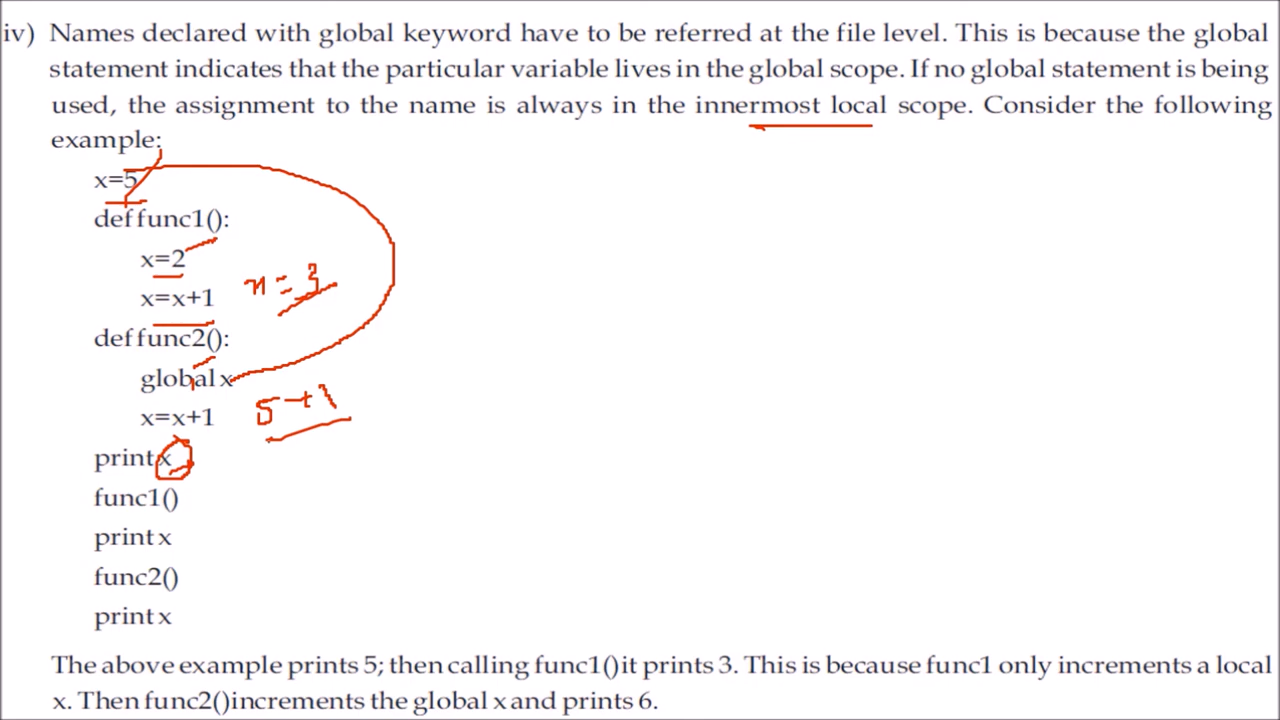 iv) Names declared with global keyword have to be referred at the file level. This is because the global
statement indicates that the particular variable lives in the global scope. If no global statement is being
used, the assignment to the name is always in the innermost local scope. Consider the following
example:
x=5
def func1():
x=2
x=x+1 x = 3
def func2():
global x
x=x+1 5+1
print x
func1()
print x
func2()
print x
The above example prints 5; then calling func1()it prints 3. This is because func1 only increments a local
x. Then func2()increments the global x and prints 6.